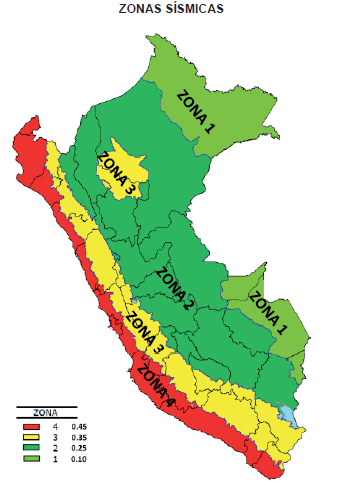 ZONAS SÍSMICAS
ZONA 1
ZONA 3
ZONA 2
ZONA 1
ZONA 3
ZONA 4
ZONA
4 0.45
3 0.35
2 0.25
1 0.10